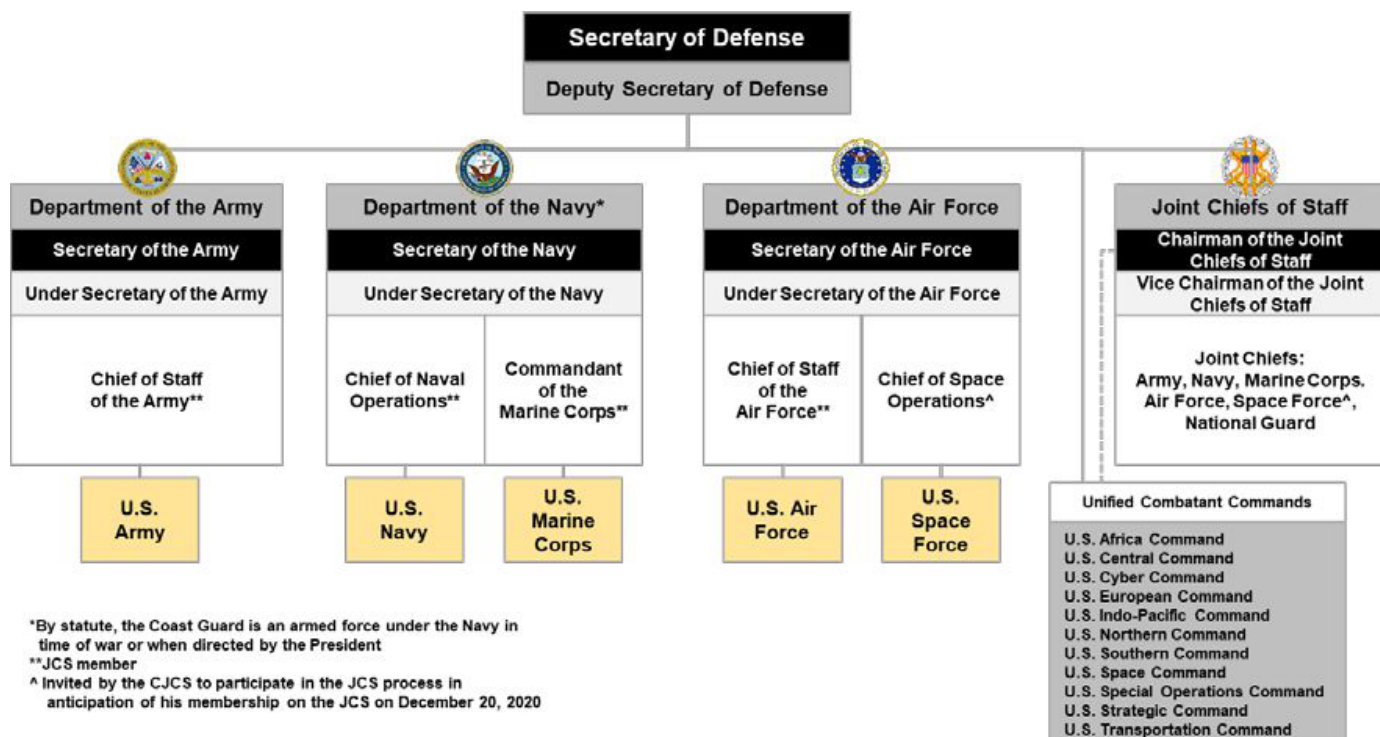 Secretary of Defense
Deputy Secretary of Defense
Department of the Army
Secretary of the Army
Under Secretary of the Army
Chief of Staff
of the Army**
U.S.
Army
Department of the Navy*
Secretary of the Navy
Under Secretary of the Navy
Chief of Naval
Operations**
Commandant
of the
Marine Corps**
U.S.
Navy
U.S.
Marine
Corps
Department of the Air Force
Secretary of the Air Force
Under Secretary of the Air Force
Chief of Staff
of the
Air Force**
Chief of Space
Operations^
U.S. Air
Force
U.S.
Space
Force
Joint Chiefs of Staff
Chairman of the Joint
Chiefs of Staff
Vice Chairman of the Joint
Chiefs of Staff
Joint Chiefs:
Army, Navy, Marine Corps.
Air Force, Space Force^,
National Guard
Unified Combatant Commands
U.S. Africa Command
U.S. Central Command
U.S. Cyber Command
U.S. European Command
U.S. Indo-Pacific Command
U.S. Northern Command
U.S. Southern Command
U.S. Space Command
U.S. Special Operations Command
U.S. Strategic Command
U.S. Transportation Command
*By statute, the Coast Guard is an armed force under the Navy in
time of war or when directed by the President
**JCS member
^ Invited by the CJCS to participate in the JCS process in
anticipation of his membership on the JCS on December 20, 2020